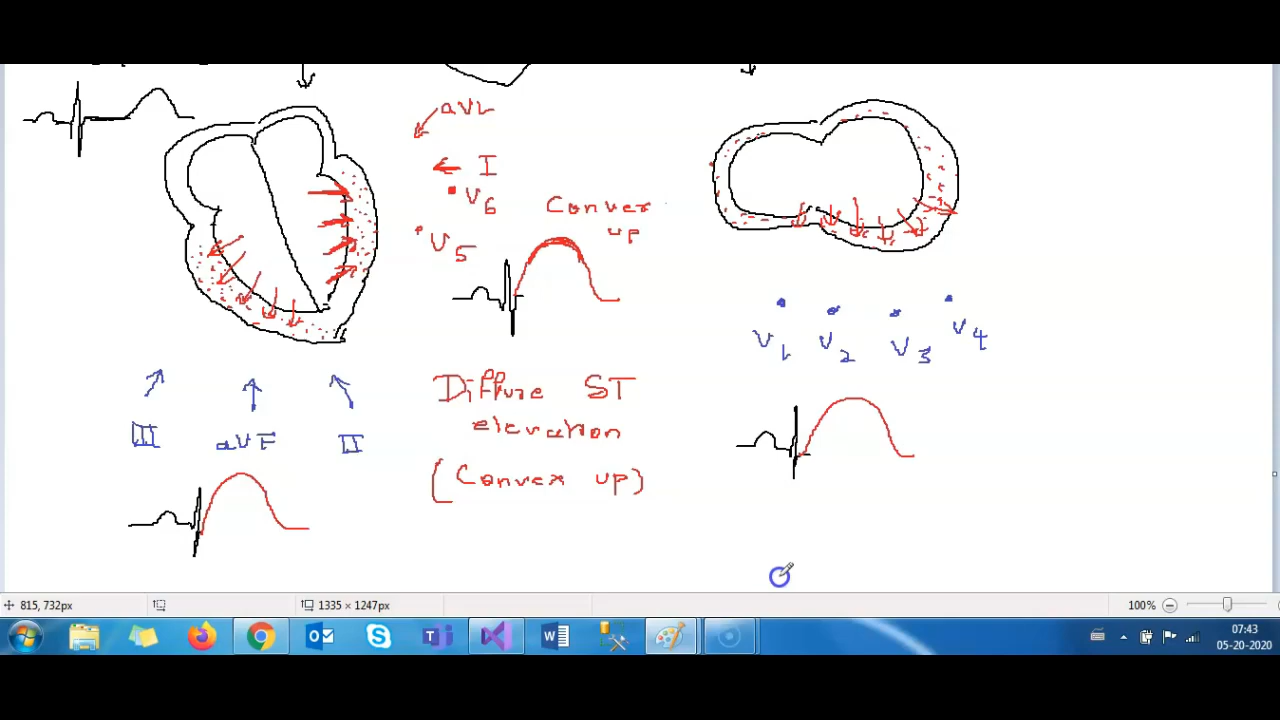 aVL
I
V6
Convex
up
V5
V1
V2
V3
V4
III
aVF
II
Diffuse ST
elevation
(Convex up)
815, 732px
1335 × 1247px
100%
07:43
05-20-2020